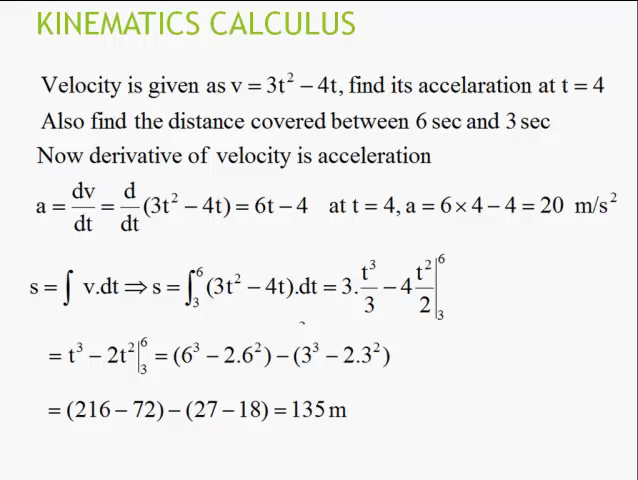 KINEMATICS CALCULUS
Velocity is given as v = 3t² − 4t, find its accelaration at t = 4
Also find the distance covered between 6 sec and 3 sec
Now derivative of velocity is acceleration
a = dv/dt = d/dt (3t² − 4t) = 6t − 4 at t = 4, a = 6 × 4 − 4 = 20 m/s²
s = ∫ v.dt ⇒ s = ∫₃⁶ (3t² − 4t).dt = 3. t³/3 − 4 t²/2 |₃⁶
= t³ − 2t² |₃⁶ = (6³ − 2.6²) − (3³ − 2.3²)
= (216 − 72) − (27 − 18) = 135 m